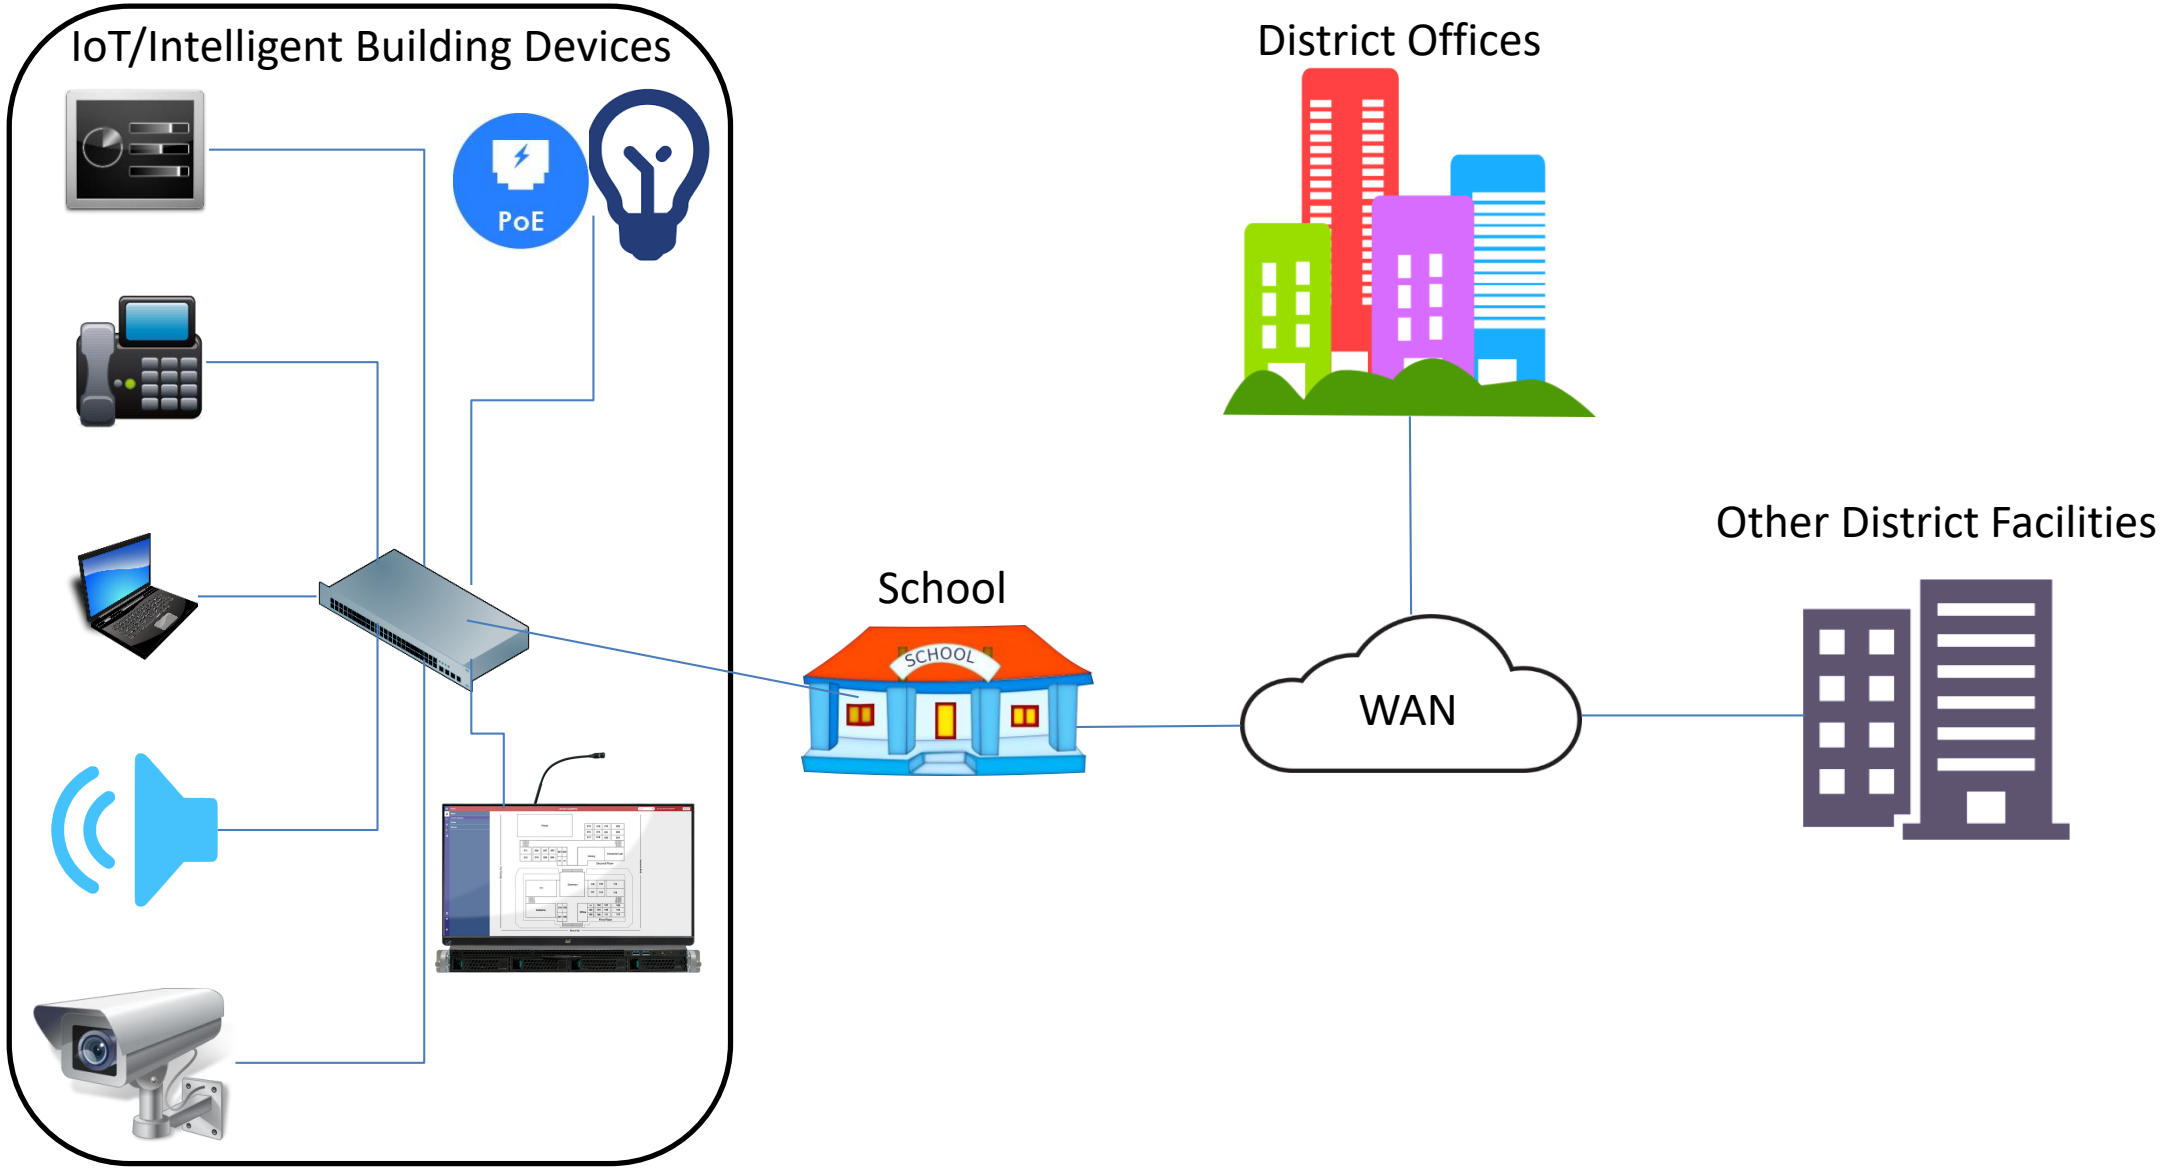 IoT/Intelligent Building Devices
District Offices
PoE
Other District Facilities
School
SCHOOL
WAN